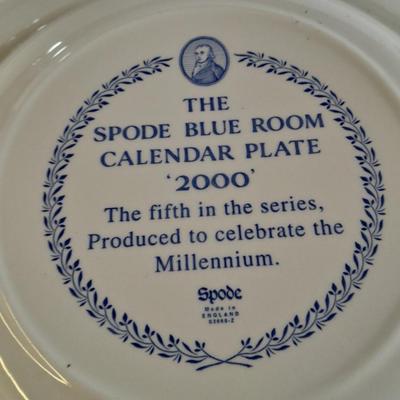 THE
SPODE BLUE ROOM
CALENDAR PLATE
‘2000’
The fifth in the series,
Produced to celebrate the
Millennium.
Spode
Made in
ENGLAND